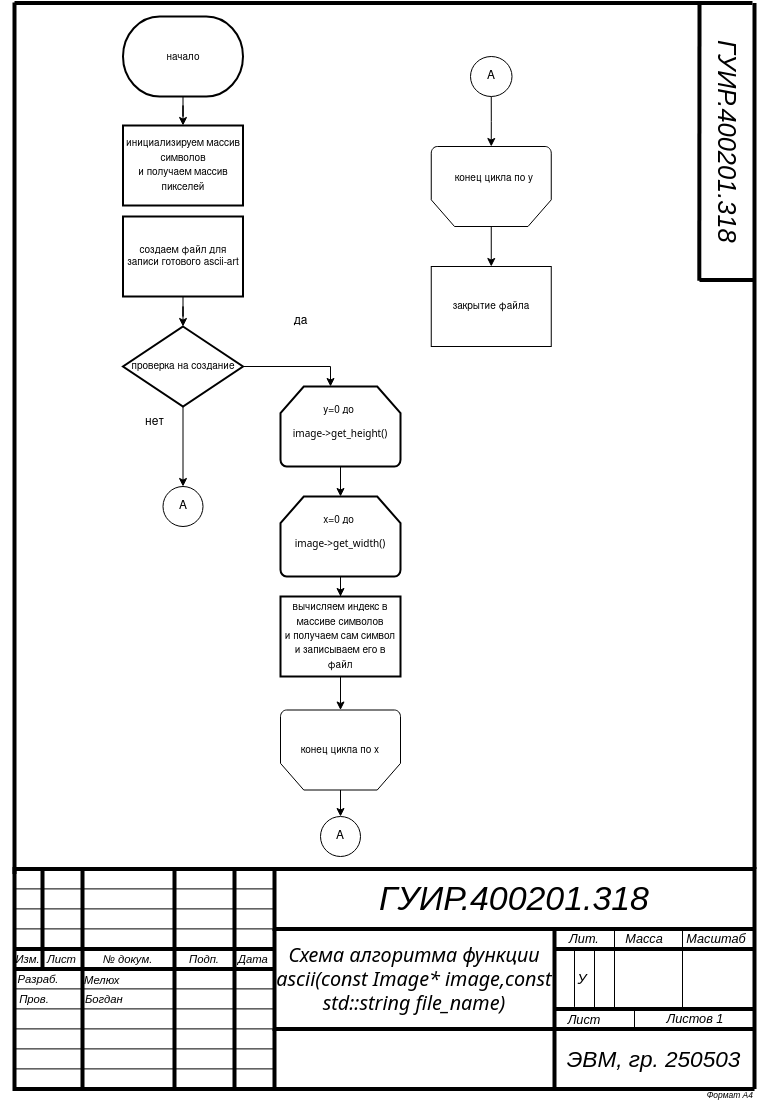 начало
инициализируем массив
символов
и получаем массив
пикселей
создаем файл для
записи готового ascii-art
да
проверка на создание
нет
А
y=0 до
image->get_height()
x=0 до
image->get_width()
вычисляем индекс в
массиве символов
и получаем сам символ
и записываем его в
файл
конец цикла по x
А
А
конец цикла по y
закрытие файла
ГУИР.400201.318
ГУИР.400201.318
Изм. Лист № докум. Подп. Дата
Разраб. Мелюх
Пров. Богдан
Схема алгоритма функции
ascii(const Image* image,const
std::string file_name)
Лит. Масса Масштаб
У
Лист Листов 1
ЭВМ, гр. 250503
Формат А4